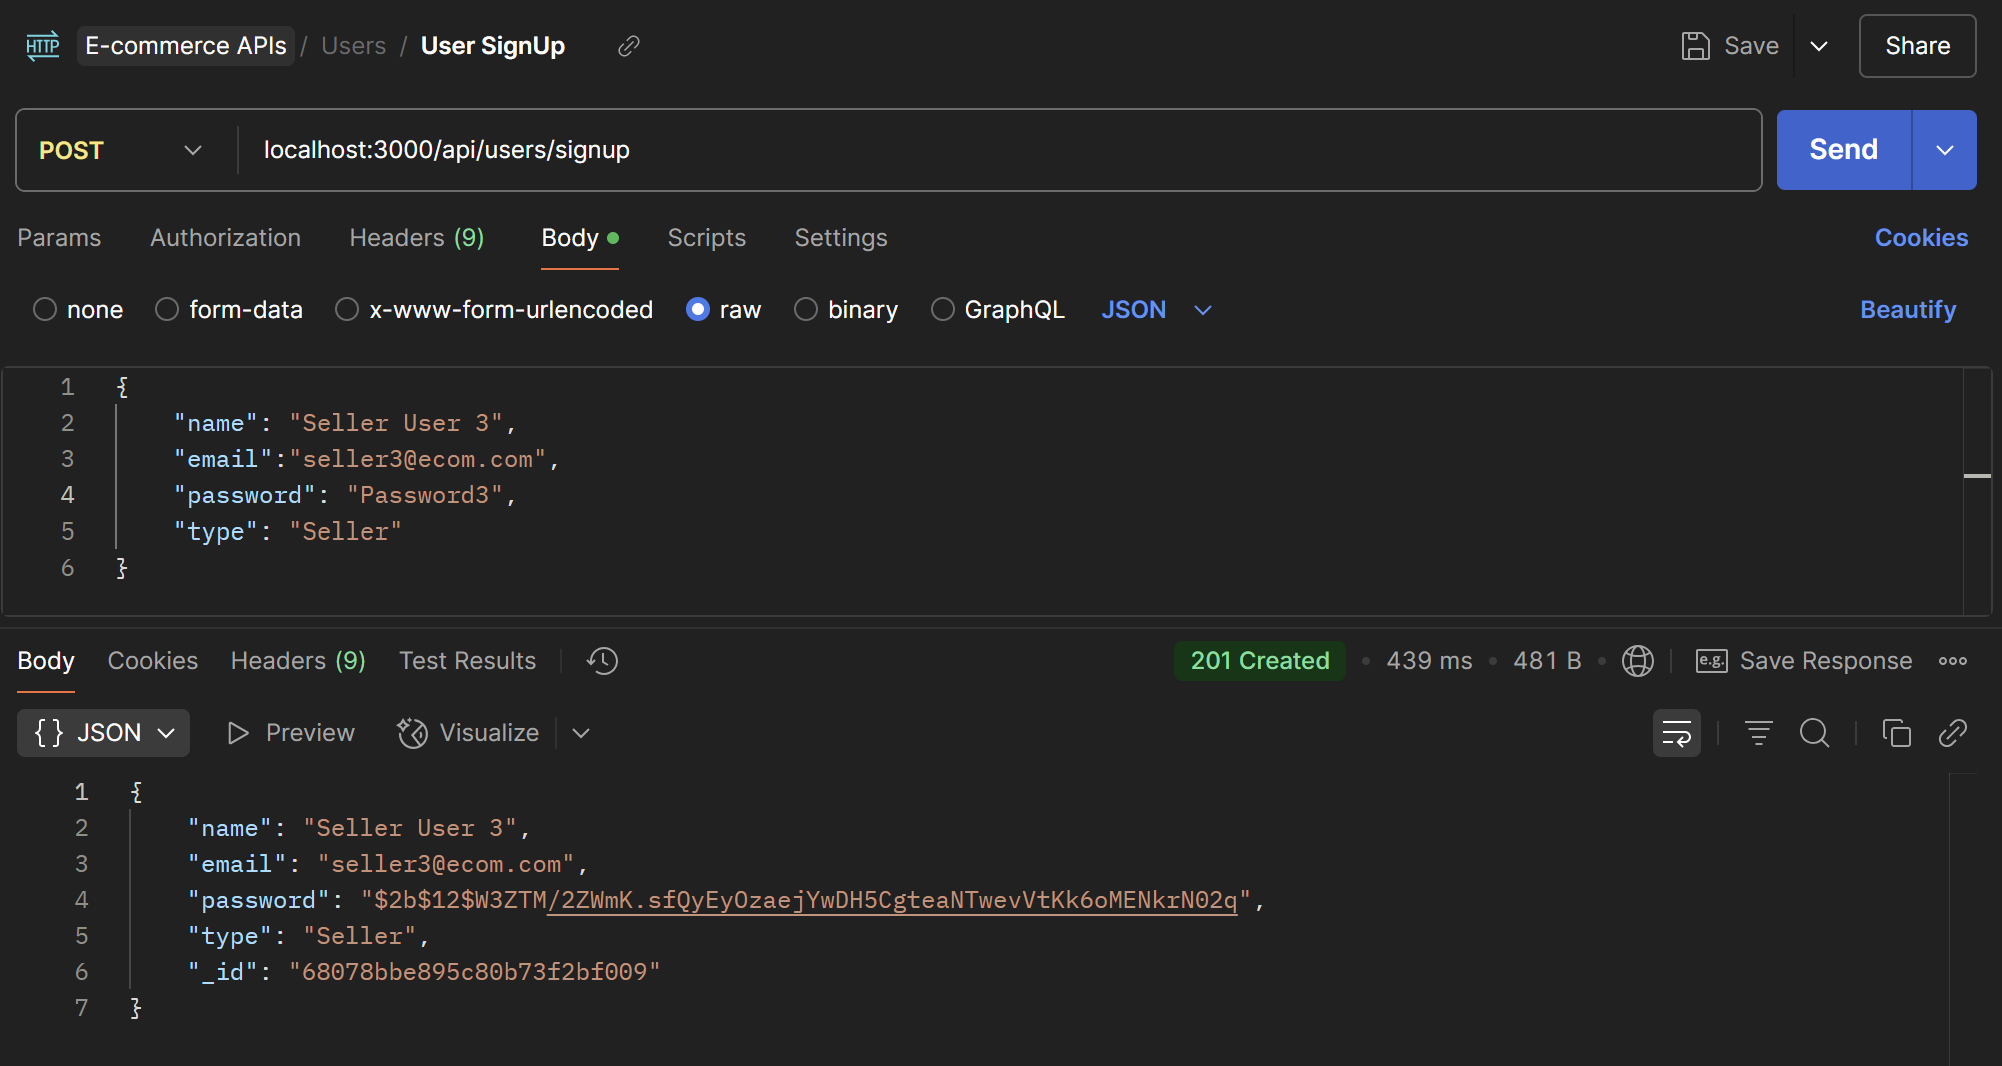 HTTP E-commerce APIs / Users / User SignUp Save Share
POST localhost:3000/api/users/signup Send
Params Authorization Headers (9) Body Scripts Settings Cookies
none form-data x-www-form-urlencoded raw binary GraphQL JSON Beautify
1 {
2 "name": "Seller User 3",
3 "email":"seller3@ecom.com",
4 "password": "Password3",
5 "type": "Seller"
6 }
Body Cookies Headers (9) Test Results 201 Created • 439 ms • 481 B • e.g. Save Response
{} JSON Preview Visualize
1 {
2 "name": "Seller User 3",
3 "email": "seller3@ecom.com",
4 "password": "$2b$12$W3ZTM/2ZWmK.sfQyEyOzaejYwDH5CgteaNTwevVtKk6oMENkrN02q",
5 "type": "Seller",
6 "_id": "68078bbe895c80b73f2bf009"
7 }